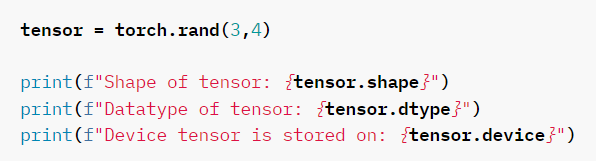 tensor = torch.rand(3,4)
print(f"Shape of tensor: {tensor.shape}")
print(f"Datatype of tensor: {tensor.dtype}")
print(f"Device tensor is stored on: {tensor.device}")